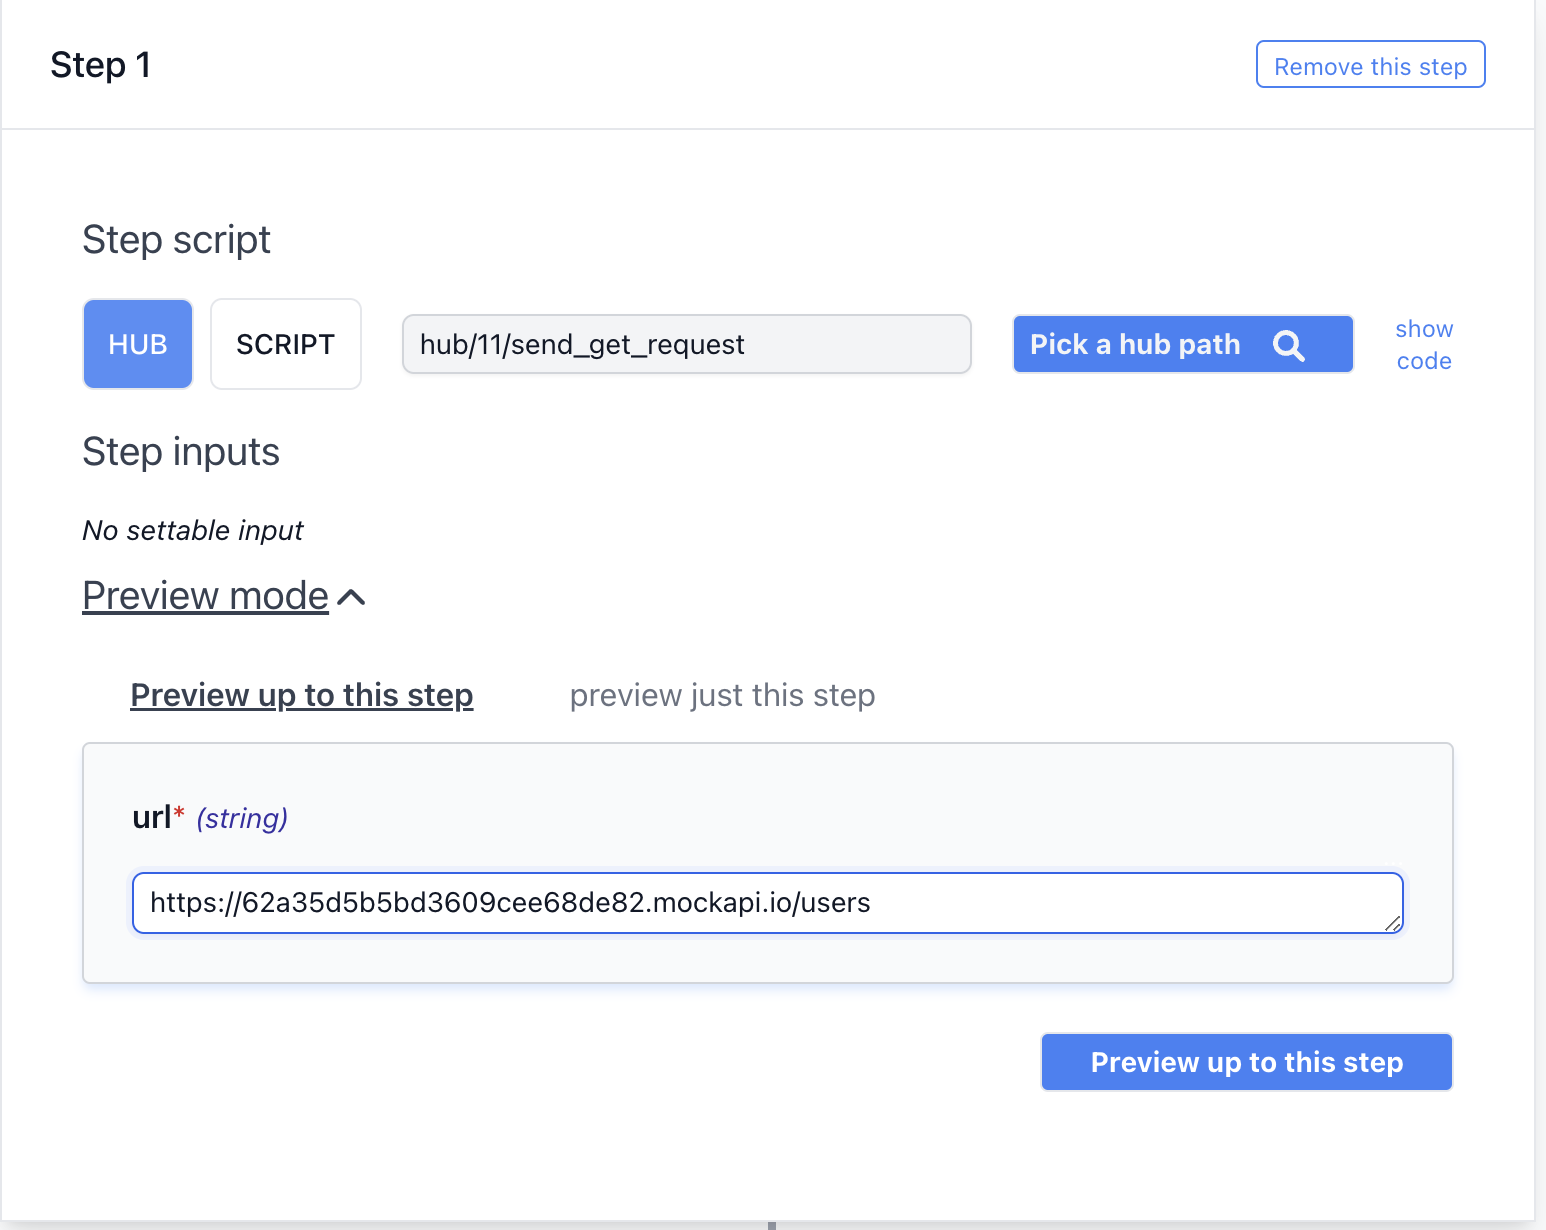 Step 1
Remove this step
Step script
HUB
SCRIPT
hub/11/send_get_request
Pick a hub path
show
code
Step inputs
No settable input
Preview mode
Preview up to this step
preview just this step
url* (string)
https://62a35d5b5bd3609cee68de82.mockapi.io/users
Preview up to this step